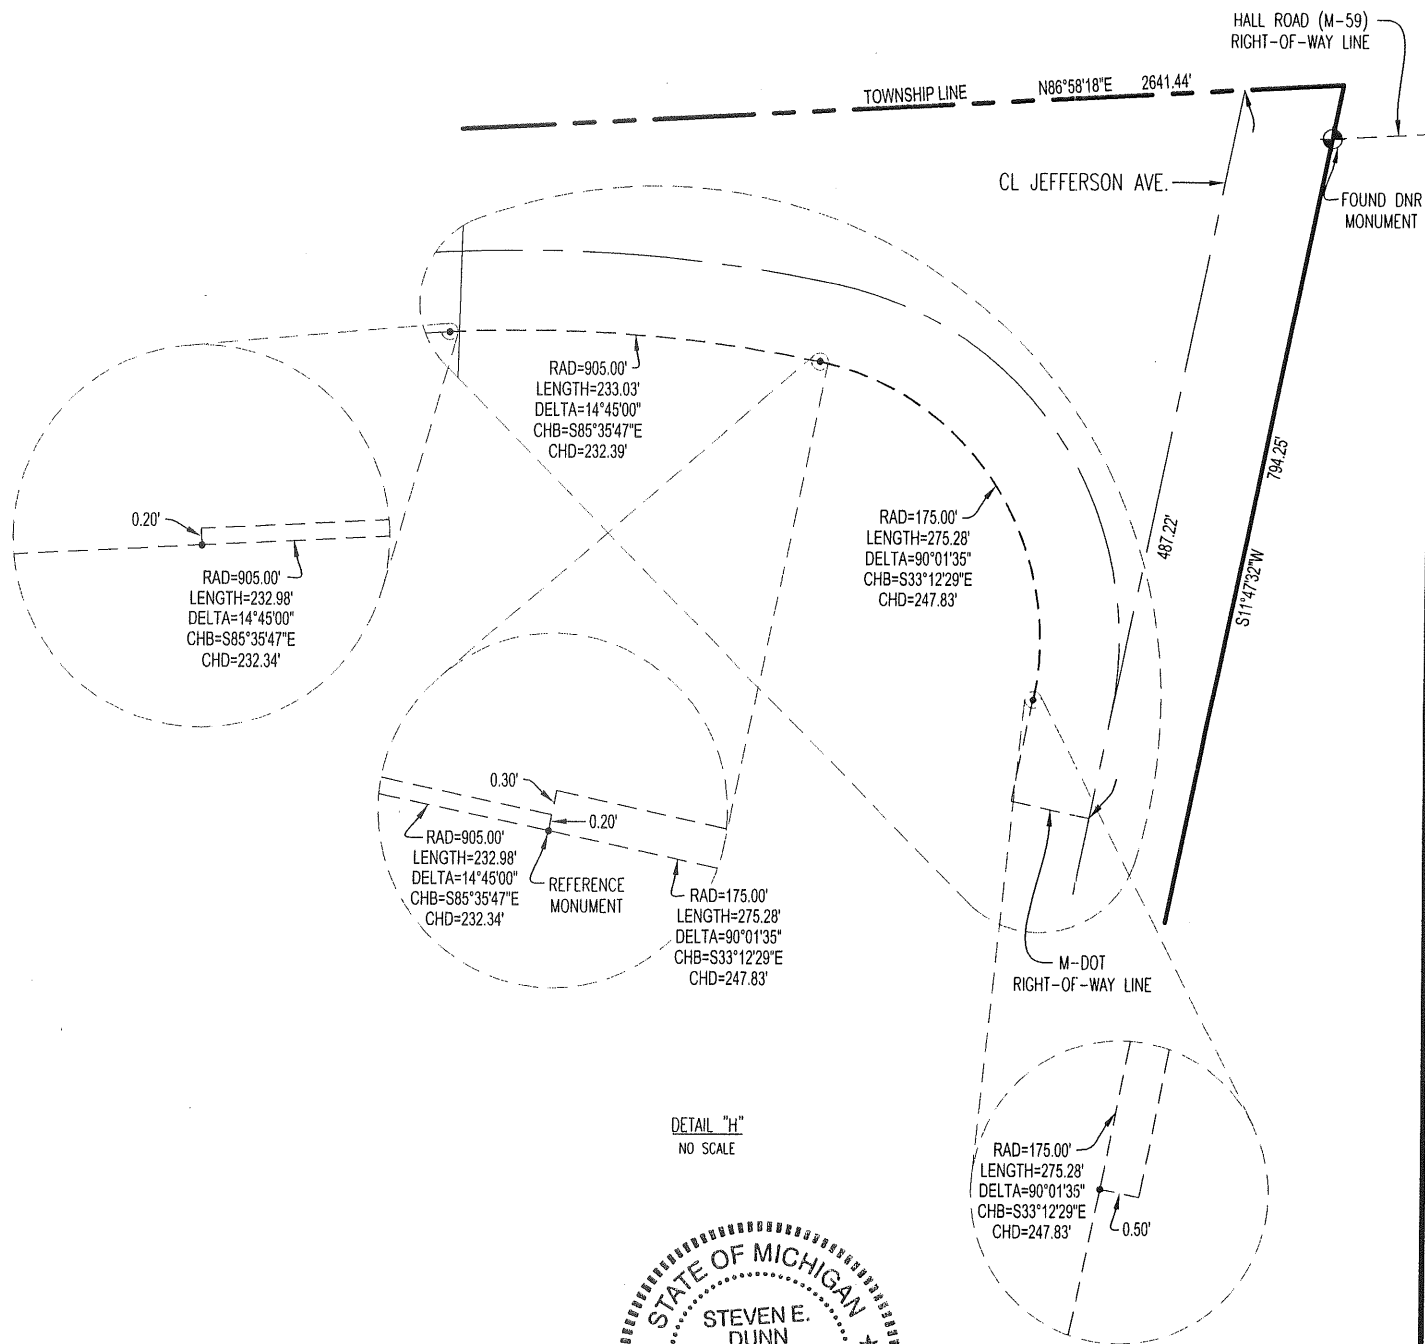 HALL ROAD (M-59)
RIGHT-OF-WAY LINE
TOWNSHIP LINE
N86°58'18"E 2641.44'
CL JEFFERSON AVE.
FOUND DNR
MONUMENT
RAD=905.00'
LENGTH=233.03'
DELTA=14°45'00"
CHB=S85°35'47"E
CHD=232.39'
794.25'
S11°47'32"W
487.22'
RAD=175.00'
LENGTH=275.28'
DELTA=90°01'35"
CHB=S33°12'29"E
CHD=247.83'
0.20'
RAD=905.00'
LENGTH=232.98'
DELTA=14°45'00"
CHB=S85°35'47"E
CHD=232.34'
0.30'
0.20'
RAD=905.00'
LENGTH=232.98'
DELTA=14°45'00"
CHB=S85°35'47"E
CHD=232.34'
REFERENCE
MONUMENT
RAD=175.00'
LENGTH=275.28'
DELTA=90°01'35"
CHB=S33°12'29"E
CHD=247.83'
M-DOT
RIGHT-OF-WAY LINE
DETAIL "H"
NO SCALE
RAD=175.00'
LENGTH=275.28'
DELTA=90°01'35"
CHB=S33°12'29"E
CHD=247.83'
0.50'
STATE OF MICHIGAN
STEVEN E.
DUNN